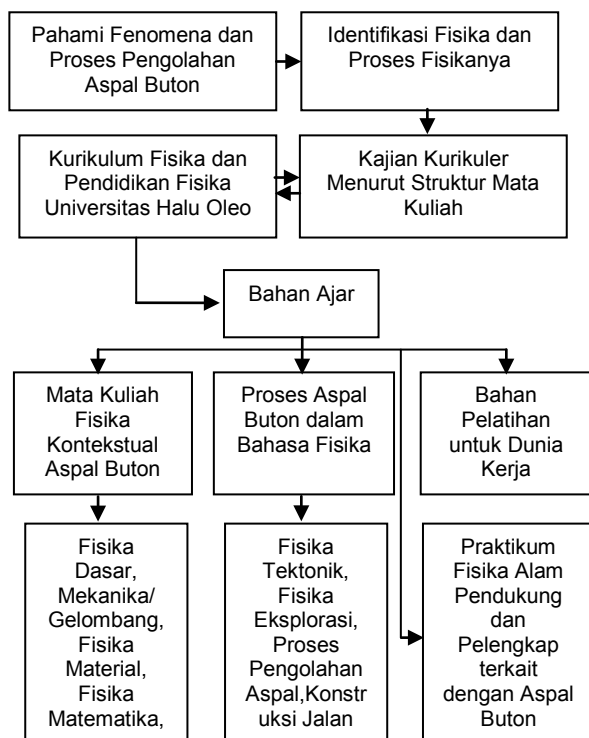 Pahami Fenomena dan
Proses Pengolahan
Aspal Buton
Identifikasi Fisika dan
Proses Fisikanya
Kurikulum Fisika dan
Pendidikan Fisika
Universitas Halu Oleo
Kajian Kurikuler
Menurut Struktur Mata
Kuliah
Bahan Ajar
Mata Kuliah
Fisika
Kontekstual
Aspal Buton
Proses Aspal
Buton dalam
Bahasa Fisika
Bahan
Pelatihan
untuk Dunia
Kerja
Fisika
Dasar,
Mekanika/
Gelombang,
Fisika
Material,
Fisika
Matematika,
Fisika
Tektonik,
Fisika
Eksplorasi,
Proses
Pengolahan
Aspal,Konstr
uksi Jalan
Praktikum
Fisika Alam
Pendukung
dan
Pelengkap
terkait
dengan Aspal
Buton